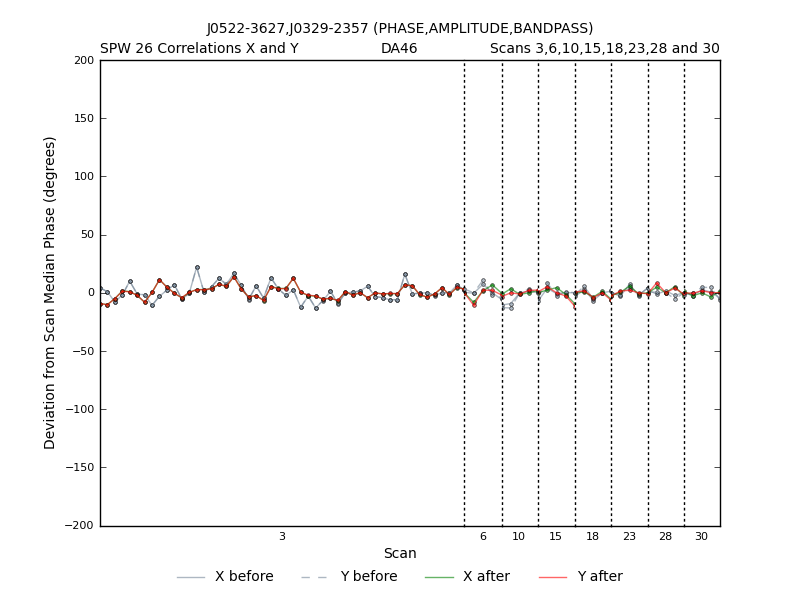 J0522-3627,J0329-2357 (PHASE,AMPLITUDE,BANDPASS)
SPW 26 Correlations X and Y DA46 Scans 3,6,10,15,18,23,28 and 30
200
150
100
50
0
−50
−100
−150
−200
Deviation from Scan Median Phase (degrees)
3 6 10 15 18 23 28 30
Scan
X before Y before X after Y after